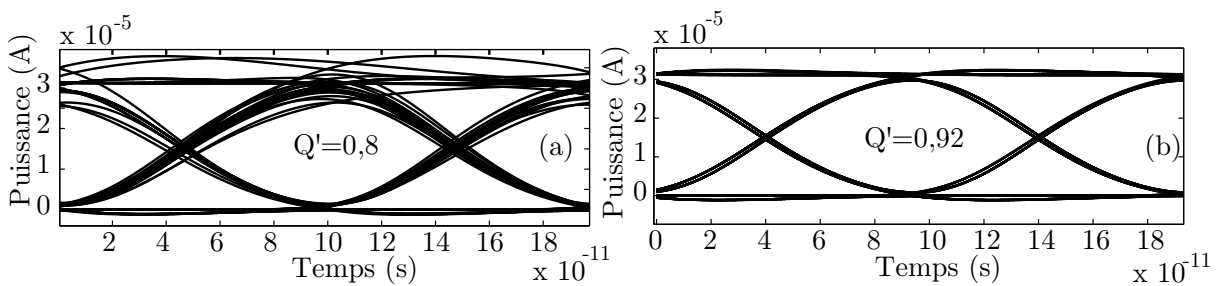 x 10⁻⁵
Puissance (A)
3
2
1
0
Q'=0,8
(a)
2 4 6 8 10 12 14 16 18
Temps (s)
x 10⁻¹¹
x 10⁻⁵
Puissance (A)
3
2
1
0
Q'=0,92
(b)
0 2 4 6 8 10 12 14 16 18
Temps (s)
x 10⁻¹¹